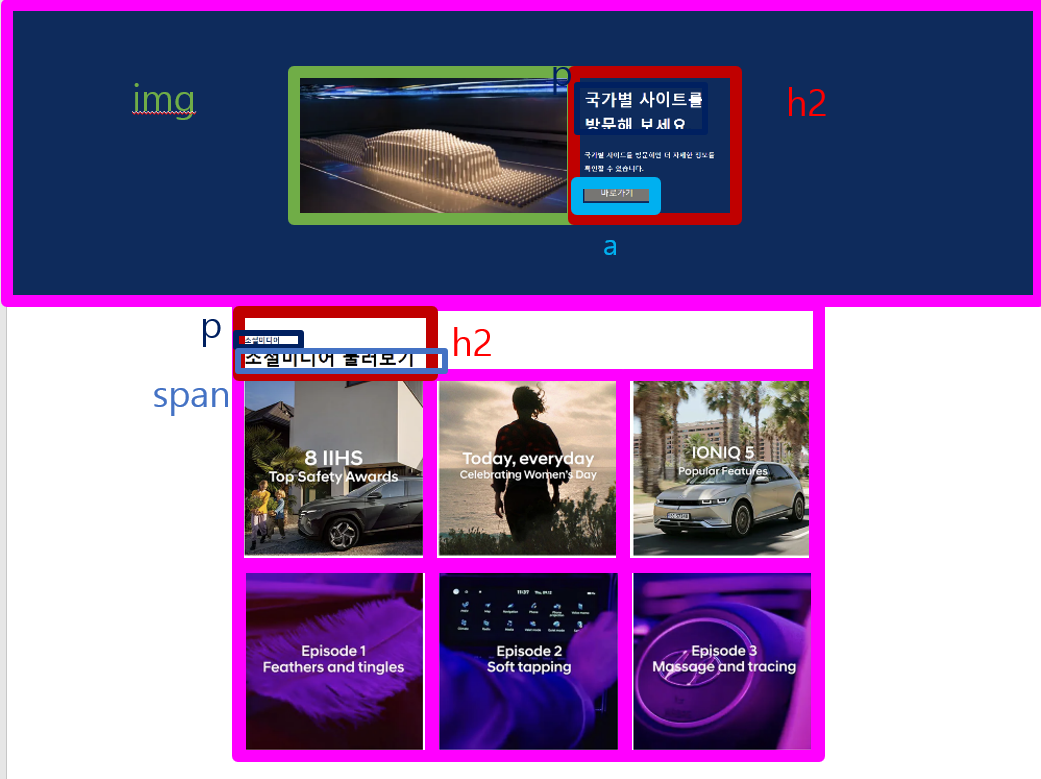 img
p
국가별 사이트를
방문해 보세요
국가별 사이트를 방문하면 더 자세한 정보를
확인할 수 있습니다.
바로가기
h2
a
p
소셜미디어
소셜미디어 둘러보기
h2
span
8 IIHS
Top Safety Awards
Today, everyday
Celebrating Women's Day
IONIQ 5
Popular Features
Episode 1
Feathers and tingles
11:37
Episode 2
Soft tapping
Episode 3
Massage and tracing